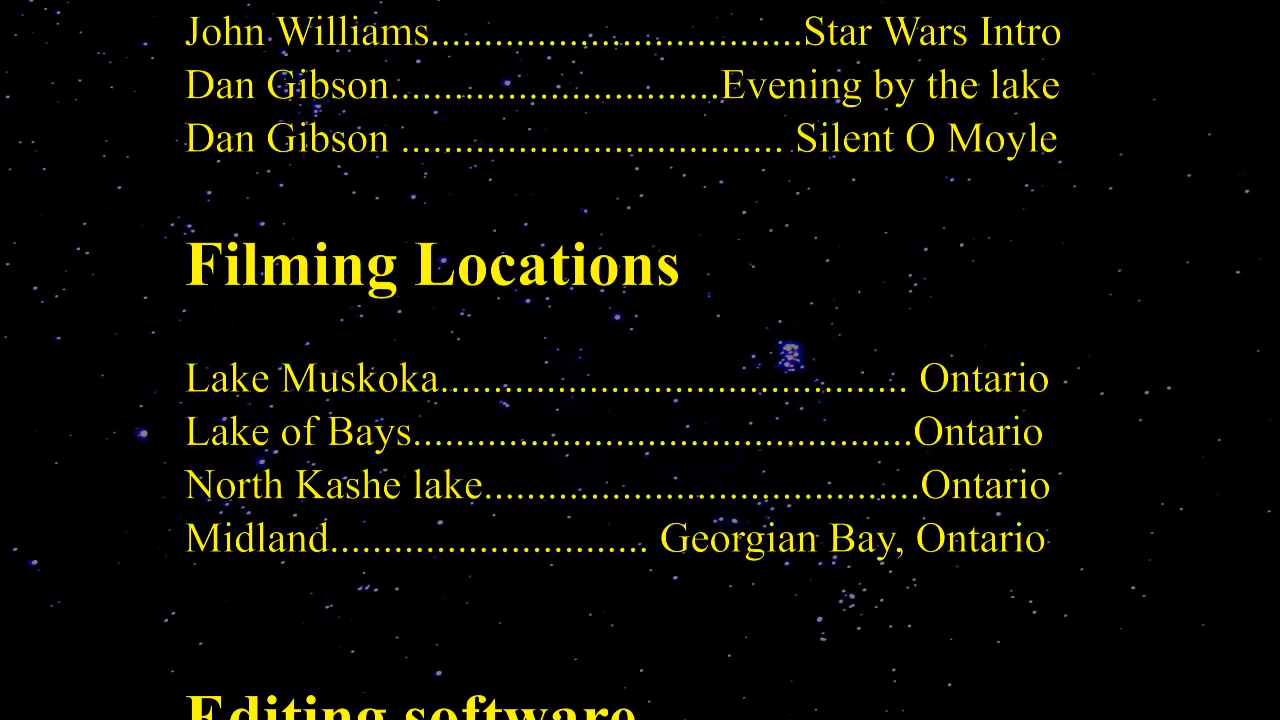 John Williams...................................Star Wars Intro
Dan Gibson...............................Evening by the lake
Dan Gibson .................................... Silent O Moyle
Filming Locations
Lake Muskoka............................................ Ontario
Lake of Bays...............................................Ontario
North Kashe lake.........................................Ontario
Midland.............................. Georgian Bay, Ontario
Editing software